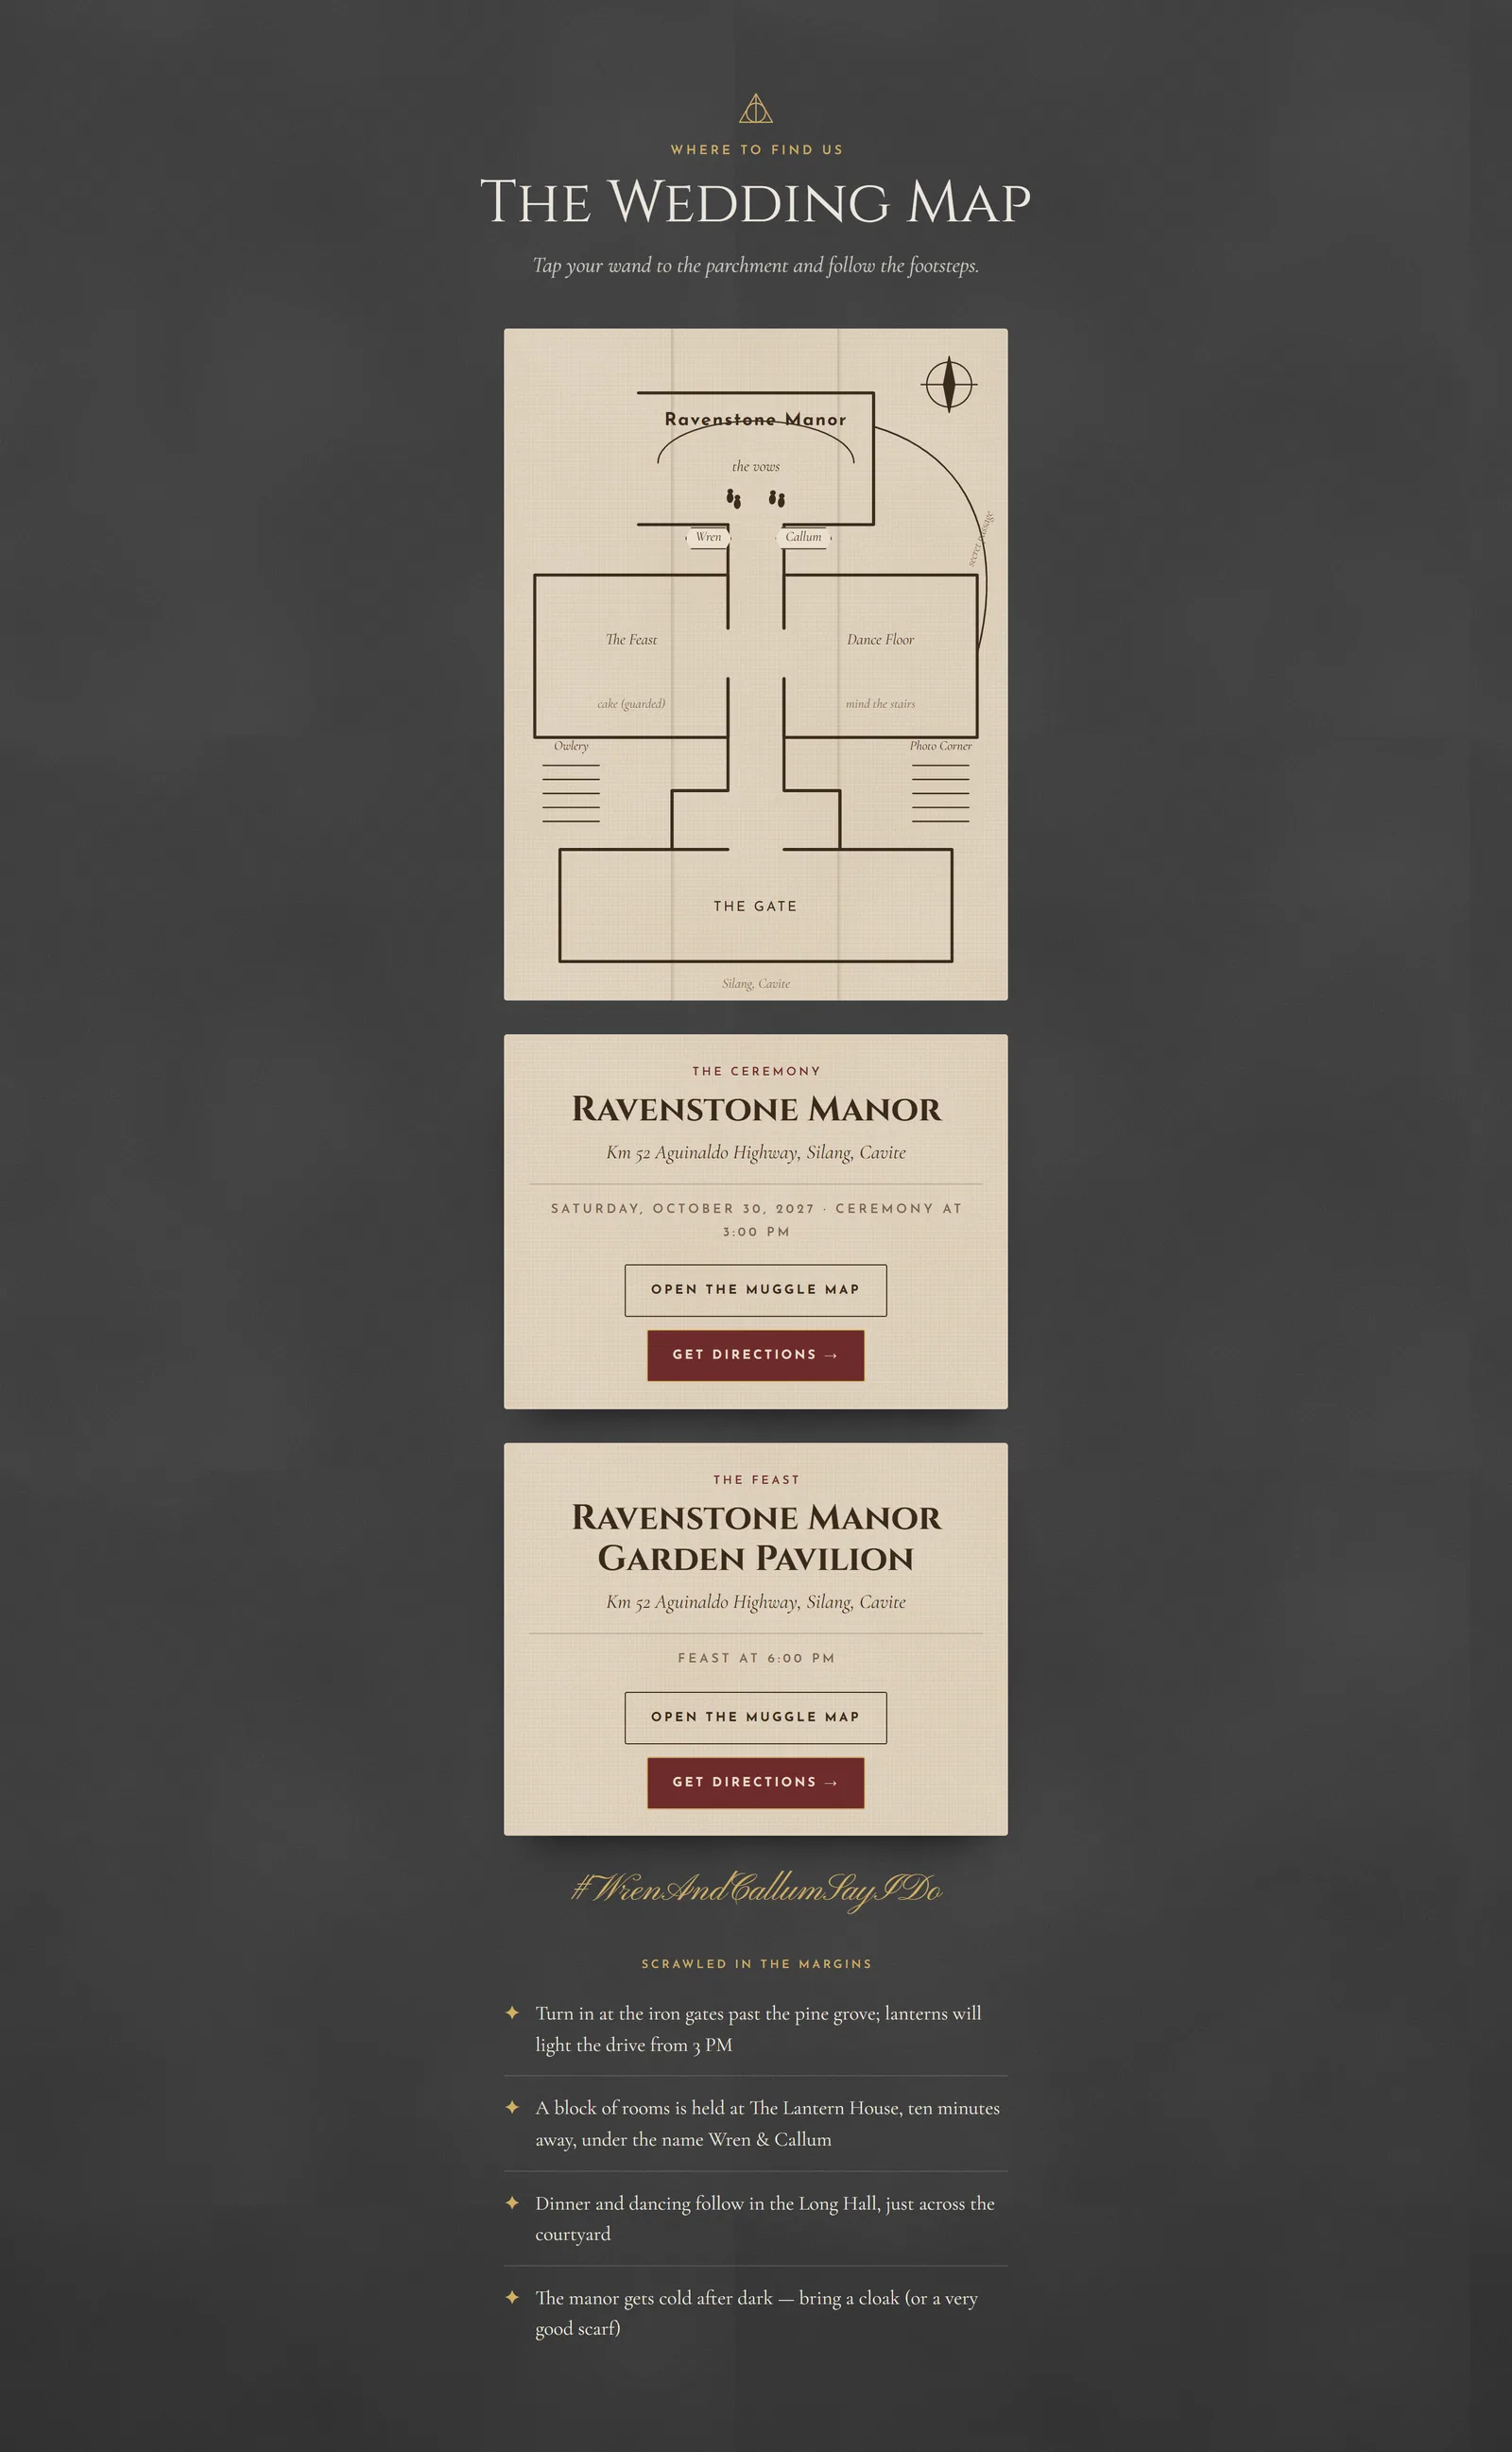 WHERE TO FIND US
THE WEDDING MAP
Tap your wand to the parchment and follow the footsteps.
Ravenstone Manor
the vows
Wren
Callum
secret passage
The Feast
Dance Floor
cake (guarded)
mind the stairs
Owlery
Photo Corner
THE GATE
Silang, Cavite
THE CEREMONY
RAVENSTONE MANOR
Km 52 Aguinaldo Highway, Silang, Cavite
SATURDAY, OCTOBER 30, 2027 · CEREMONY AT
3:00 PM
OPEN THE MUGGLE MAP
GET DIRECTIONS →
THE FEAST
RAVENSTONE MANOR
GARDEN PAVILION
Km 52 Aguinaldo Highway, Silang, Cavite
FEAST AT 6:00 PM
OPEN THE MUGGLE MAP
GET DIRECTIONS →
#WrenAndCallumSayIDo
SCRAWLED IN THE MARGINS
Turn in at the iron gates past the pine grove; lanterns will
light the drive from 3 PM
A block of rooms is held at The Lantern House, ten minutes
away, under the name Wren & Callum
Dinner and dancing follow in the Long Hall, just across the
courtyard
The manor gets cold after dark — bring a cloak (or a very
good scarf)